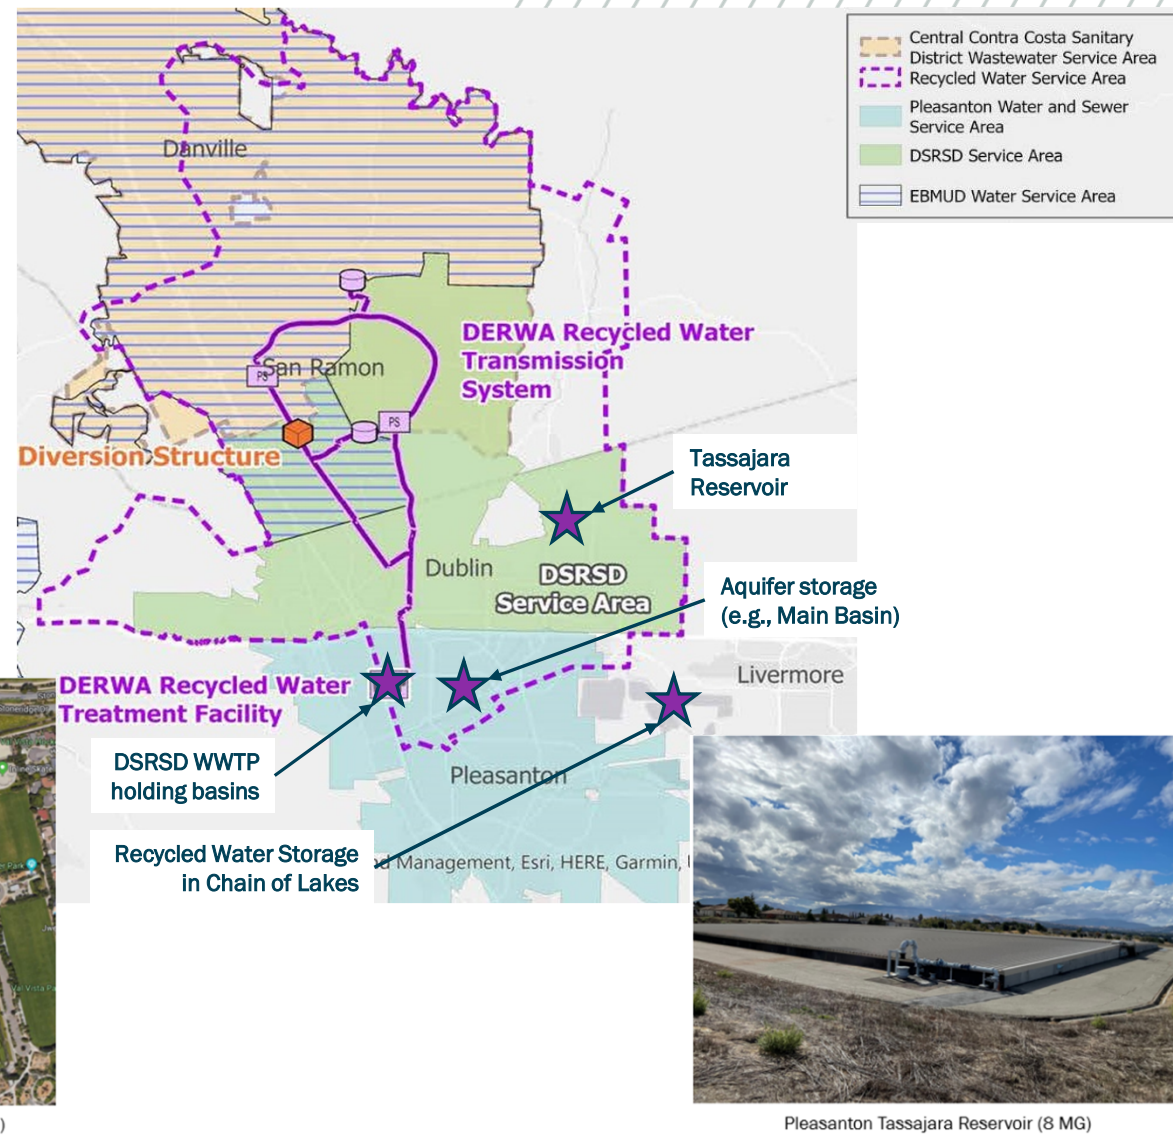 Central Contra Costa Sanitary
District Wastewater Service Area
Recycled Water Service Area
Pleasanton Water and Sewer
Service Area
DSRSD Service Area
EBMUD Water Service Area
Danville
DERWA Recycled Water
Transmission
System
San Ramon
PS
PS
Diversion Structure
Tassajara
Reservoir
Dublin
DSRSD
Service Area
Aquifer storage
(e.g., Main Basin)
Livermore
DERWA Recycled Water
Treatment Facility
DSRSD WWTP
holding basins
Pleasanton
Recycled Water Storage
in Chain of Lakes
d Management, Esri, HERE, Garmin,
Val Vista Pa
)
Pleasanton Tassajara Reservoir (8 MG)